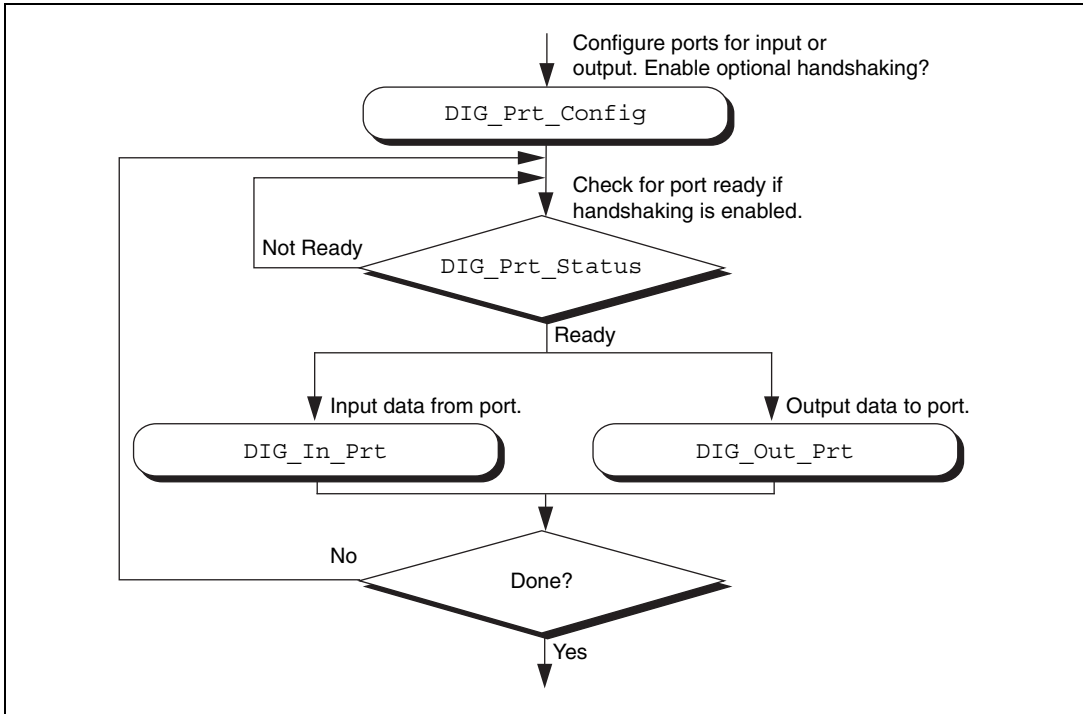 Configure ports for input or
output. Enable optional handshaking?
DIG_Prt_Config
Check for port ready if
handshaking is enabled.
Not Ready
DIG_Prt_Status
Ready
Input data from port.
Output data to port.
DIG_In_Prt
DIG_Out_Prt
No
Done?
Yes